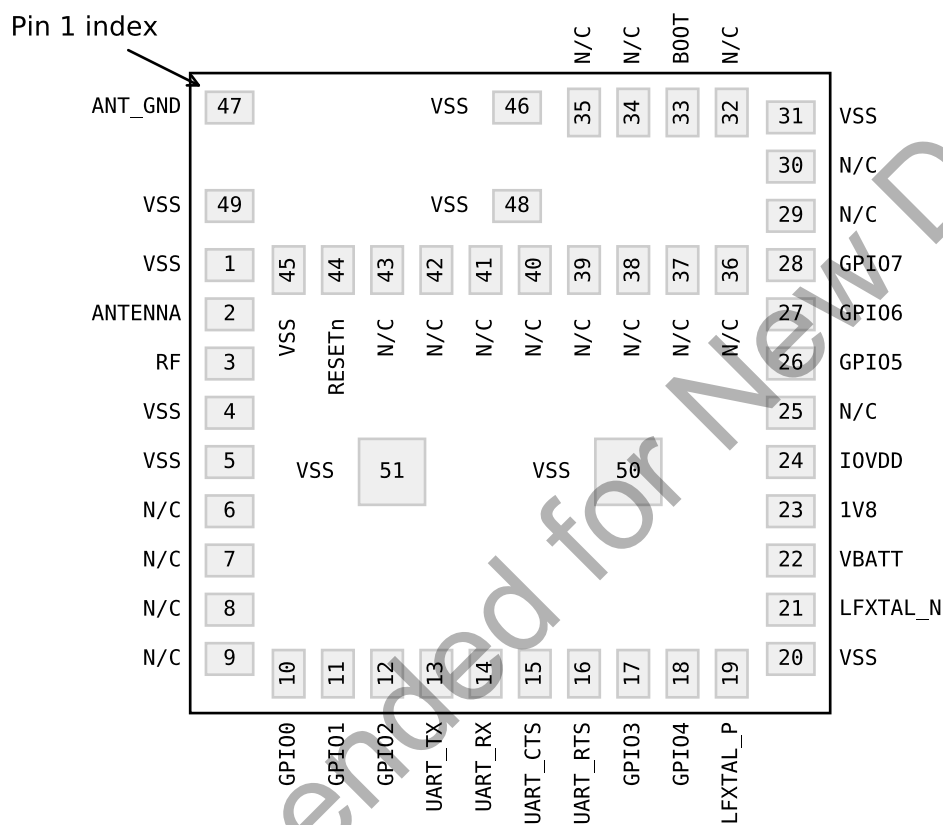 Pin 1 index
N/C
N/C
BOOT
N/C
ANT_GND 47
VSS 46
35
34
33
32
31 VSS
30 N/C
29 N/C
VSS 49
VSS 48
VSS 1
45
44
43
42
41
40
39
38
37
36
28 GPIO7
VSS
RESETn
N/C
N/C
N/C
N/C
N/C
N/C
N/C
N/C
ANTENNA 2
27 GPIO6
RF 3
26 GPIO5
VSS 4
25 N/C
VSS 5
VSS 51
VSS 50
24 IOVDD
N/C 6
23 1V8
N/C 7
22 VBATT
N/C 8
21 LFXTAL_N
N/C 9
10
11
12
13
14
15
16
17
18
19
20 VSS
GPIO0
GPIO1
GPIO2
UART_TX
UART_RX
UART_CTS
UART_RTS
GPIO3
GPIO4
LFXTAL_P
ended for New D